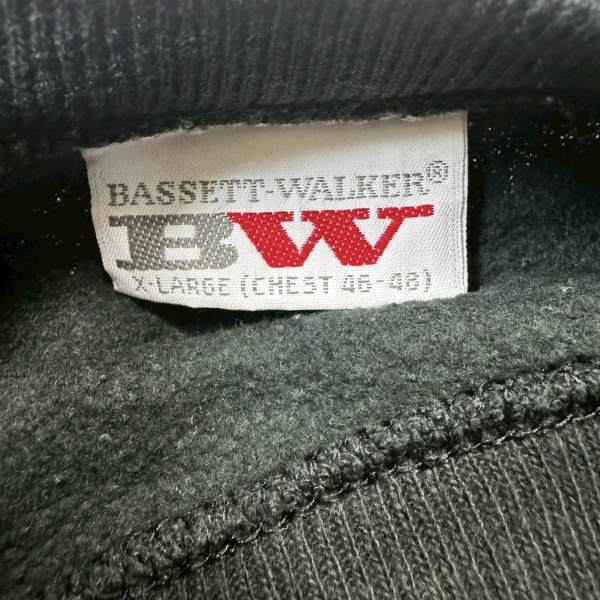 BASSETT-WALKER®
BW
X-LARGE (CHEST 46-48)